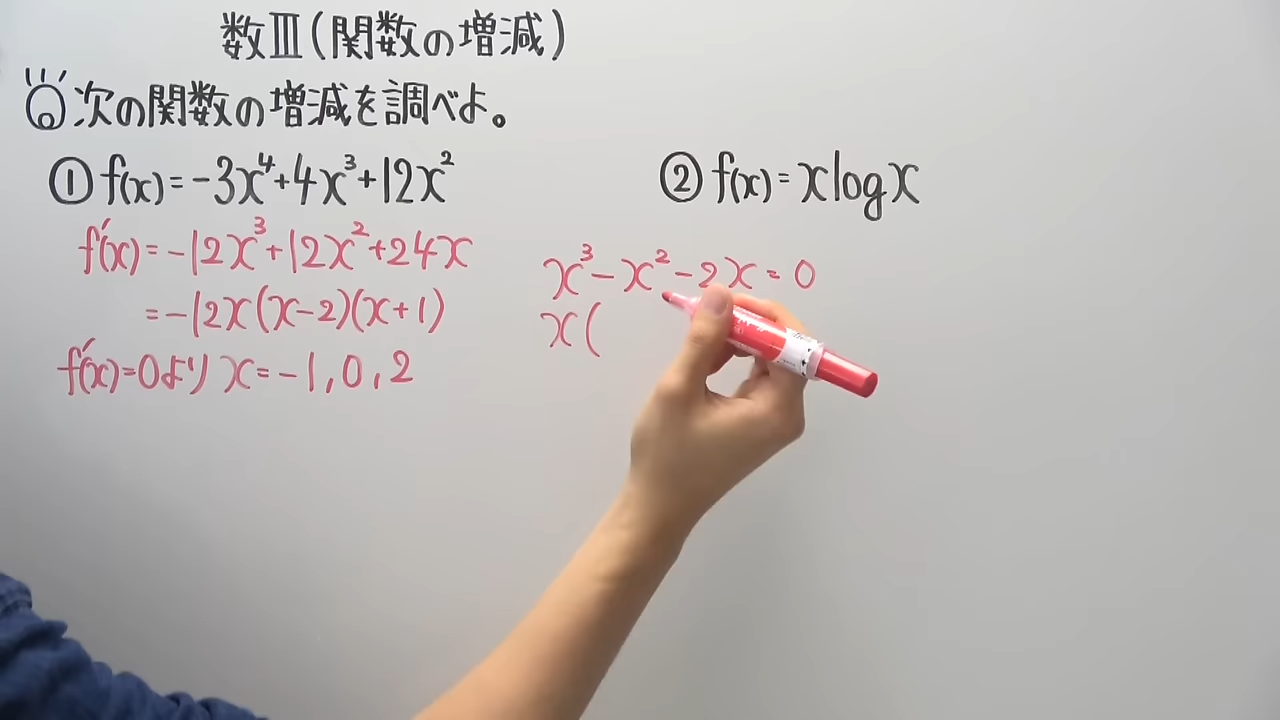 数Ⅲ(関数の増減)
Q次の関数の増減を調べよ。
① f(x)=-3x⁴+4x³+12x²
② f(x)=xlogx
f'(x)=-12x³+12x²+24x
=-12x(x-2)(x+1)
f'(x)=0より x=-1,0,2
x³-x²-2x=0
x(